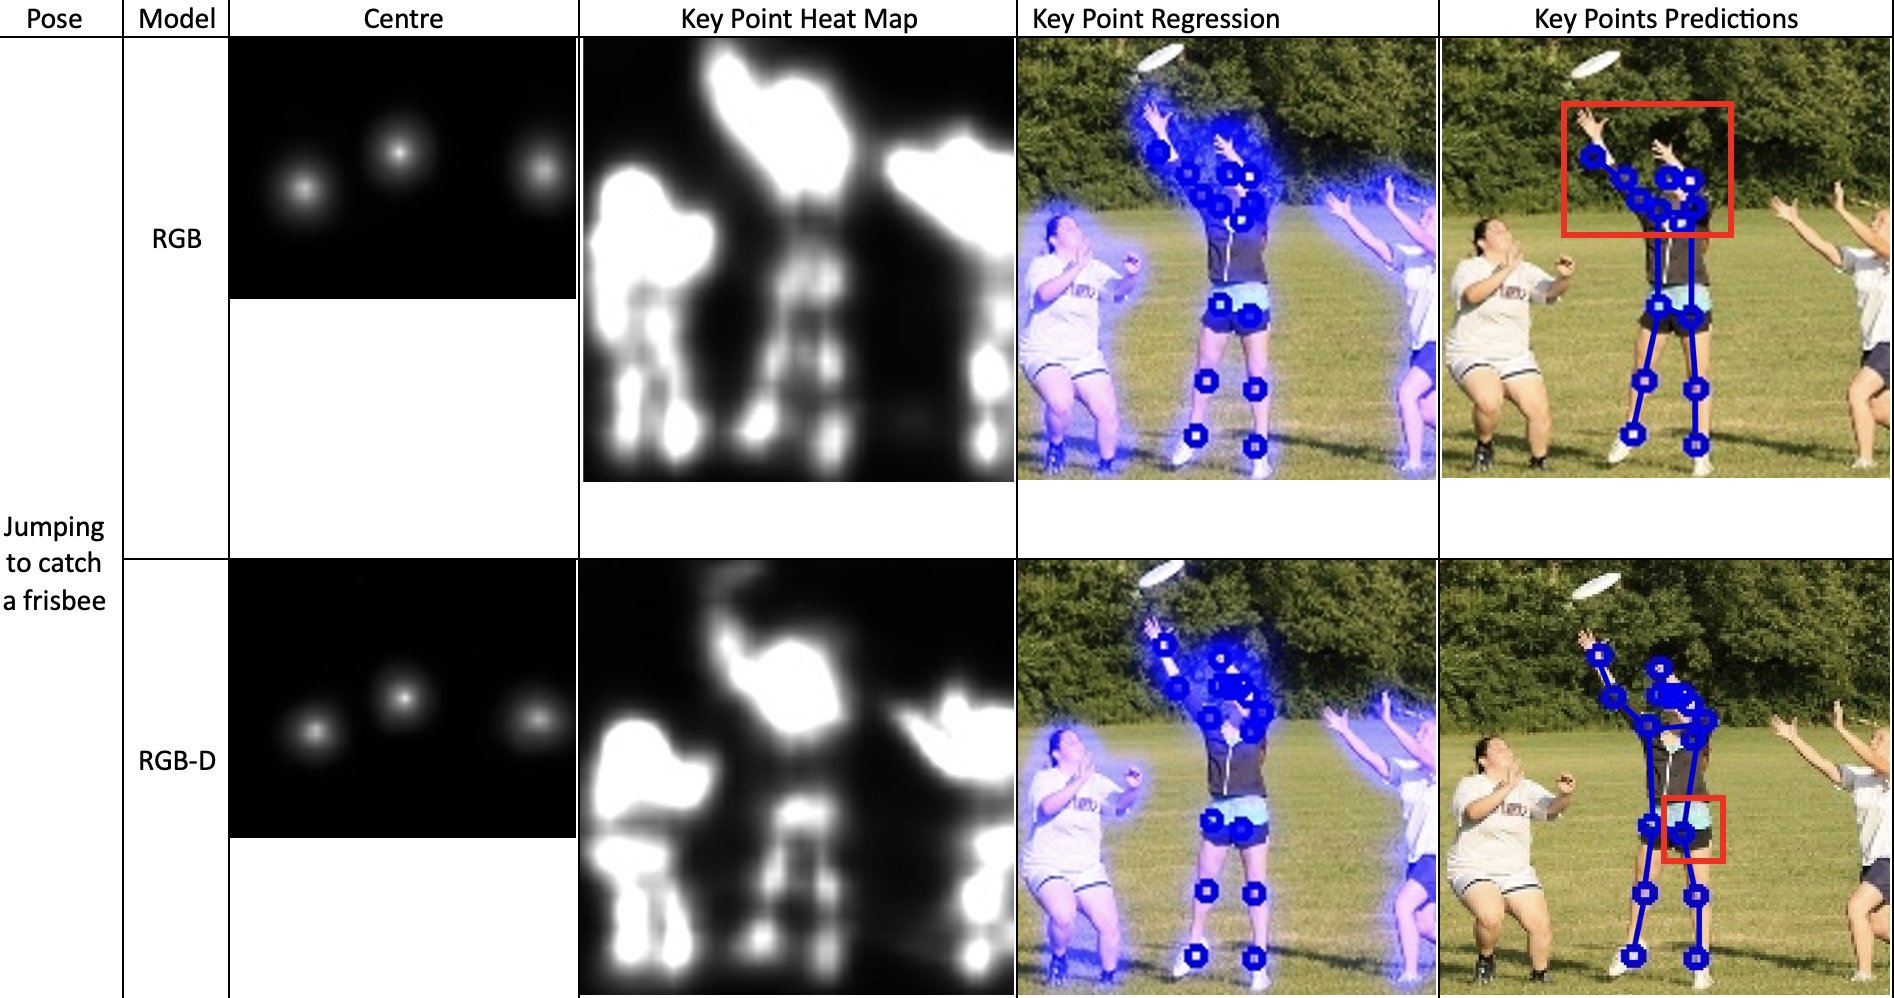 Pose
Model
Centre
Key Point Heat Map
Key Point Regression
Key Points Predictions
Jumping
to catch
a frisbee
RGB
RGB-D